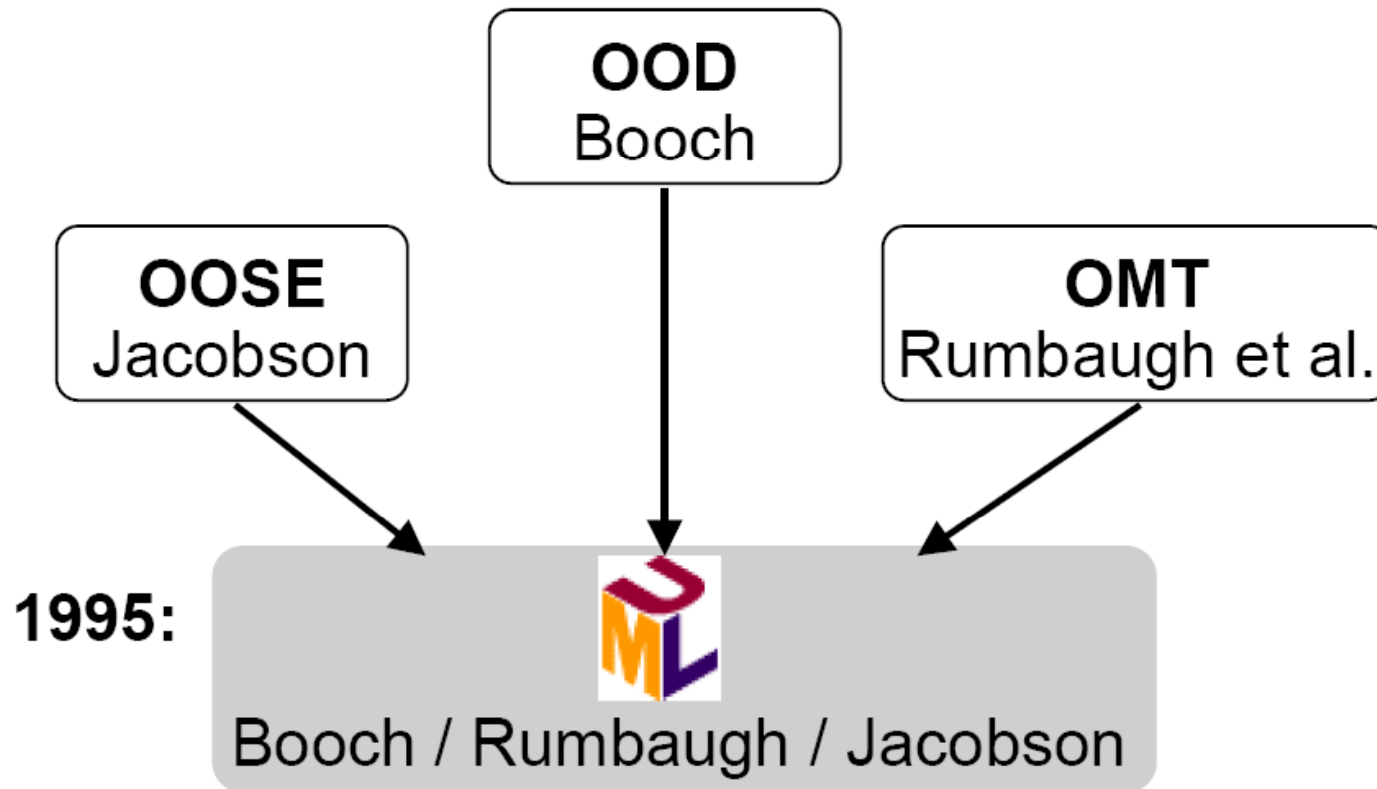 OOD
Booch
OOSE
Jacobson
OMT
Rumbaugh et al.
1995:
UML
Booch / Rumbaugh / Jacobson